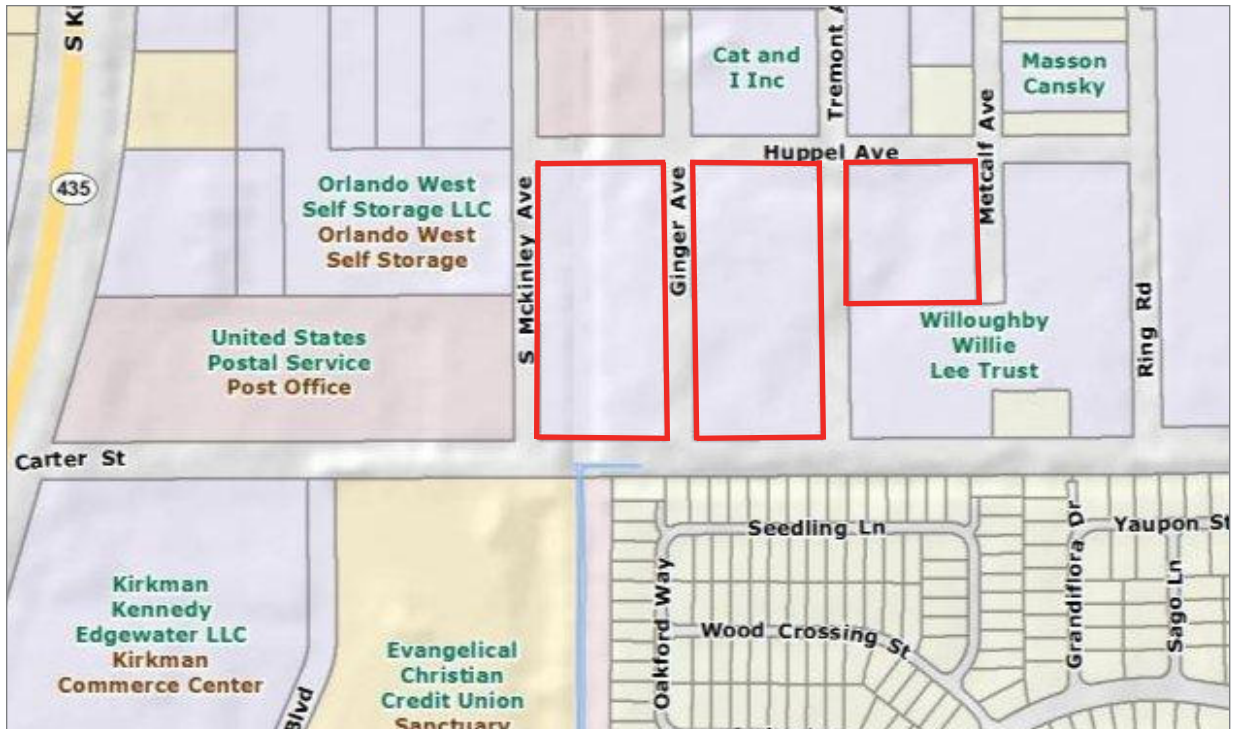 S Ki
Cat and
I Inc
Tremont A
Masson
Cansky
Metcalf Ave
Huppel Ave
435
Orlando West
Self Storage LLC
Orlando West
Self Storage
S Mckinley Ave
Ginger Ave
United States
Postal Service
Post Office
Willoughby
Willie
Lee Trust
Ring Rd
Carter St
Seedling Ln
Grandiflora Dr
Yaupon St
Sago Ln
Oakford Way
Wood Crossing St
Kirkman
Kennedy
Edgewater LLC
Kirkman
Commerce Center
Blvd
Evangelical
Christian
Credit Union
Sanctuary